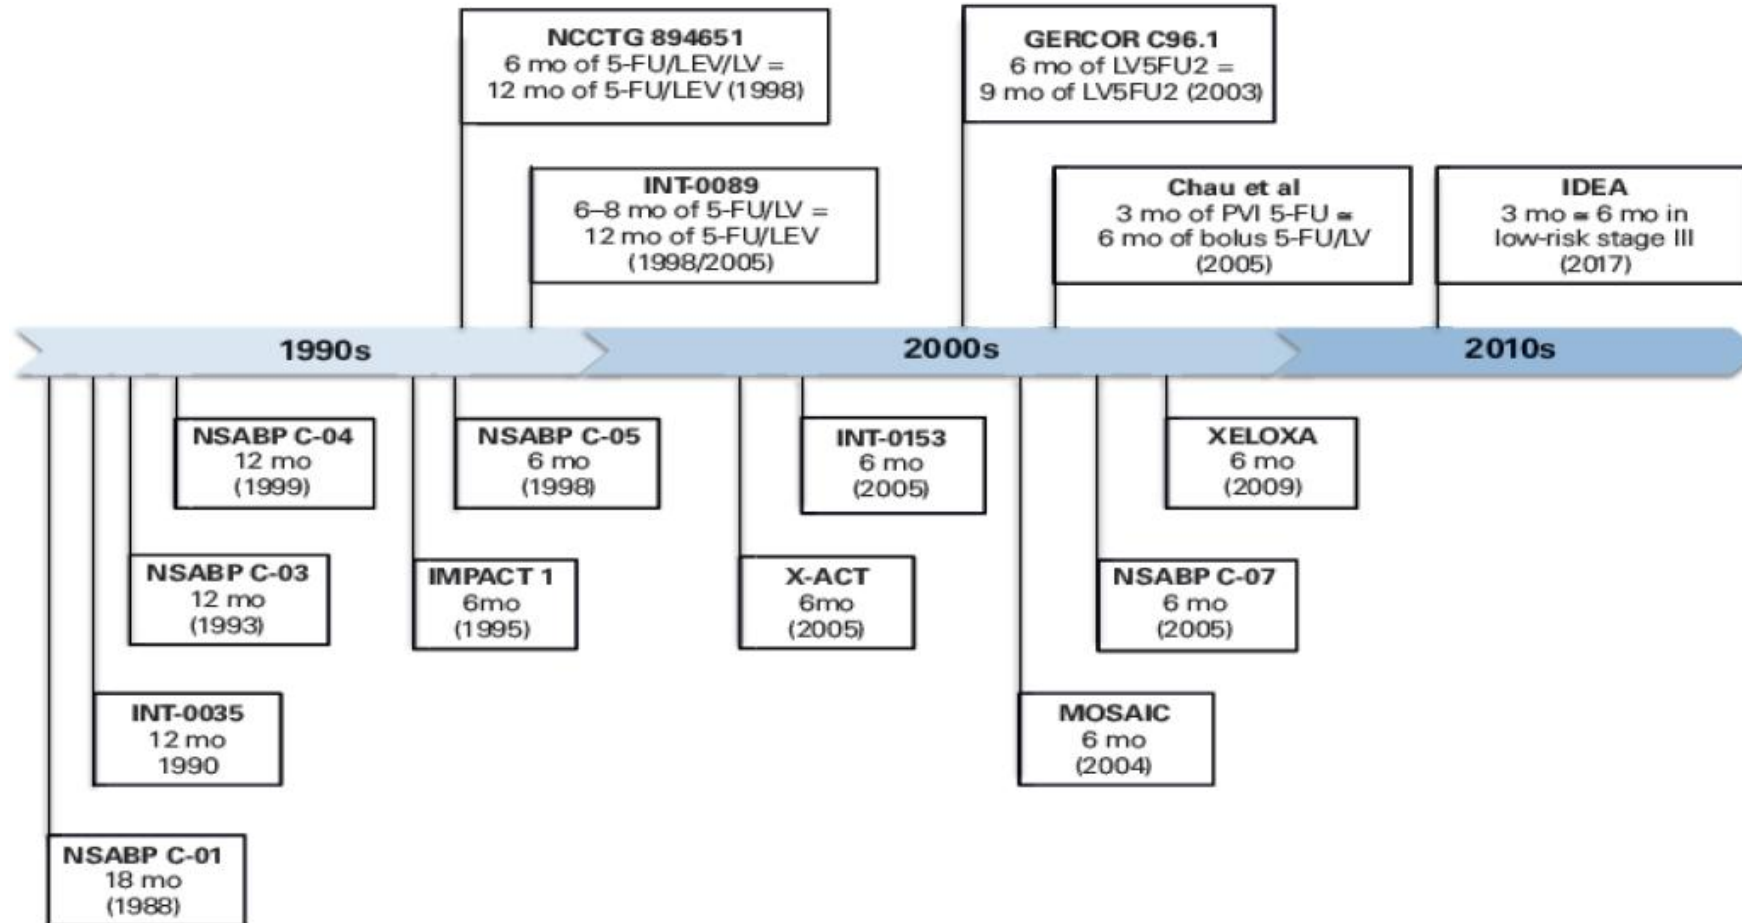 NCCTG 894651
6 mo of 5-FU/LEV/LV =
12 mo of 5-FU/LEV (1998)
GERCOR C96.1
6 mo of LV5FU2 =
9 mo of LV5FU2 (2003)
INT-0089
6–8 mo of 5-FU/LV =
12 mo of 5-FU/LEV
(1998/2005)
Chau et al
3 mo of PVI 5-FU ≅
6 mo of bolus 5-FU/LV
(2005)
IDEA
3 mo ≅ 6 mo in
low-risk stage III
(2017)
1990s
2000s
2010s
NSABP C-04
12 mo
(1999)
NSABP C-05
6 mo
(1998)
INT-0153
6 mo
(2005)
XELOXA
6 mo
(2009)
NSABP C-03
12 mo
(1993)
IMPACT 1
6mo
(1995)
X-ACT
6mo
(2005)
NSABP C-07
6 mo
(2005)
INT-0035
12 mo
1990
MOSAIC
6 mo
(2004)
NSABP C-01
18 mo
(1988)